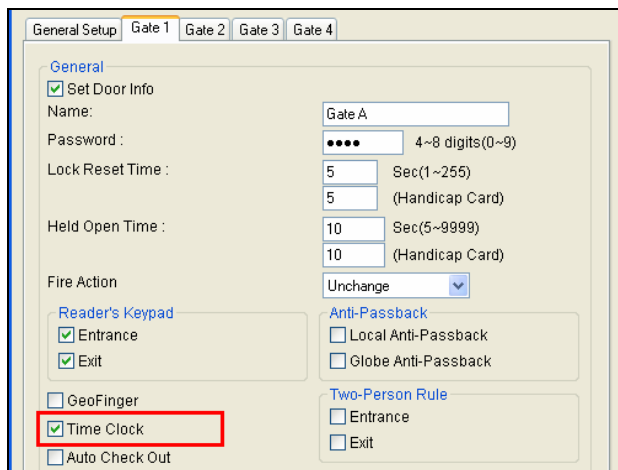 General Setup Gate 1 Gate 2 Gate 3 Gate 4
General
Set Door Info
Name: Gate A
Password : •••• 4~8 digits(0~9)
Lock Reset Time : 5 Sec(1~255)
5 (Handicap Card)
Held Open Time : 10 Sec(5~9999)
10 (Handicap Card)
Fire Action Unchange
Reader's Keypad
Entrance
Exit
Anti-Passback
Local Anti-Passback
Globe Anti-Passback
GeoFinger
Time Clock
Auto Check Out
Two-Person Rule
Entrance
Exit